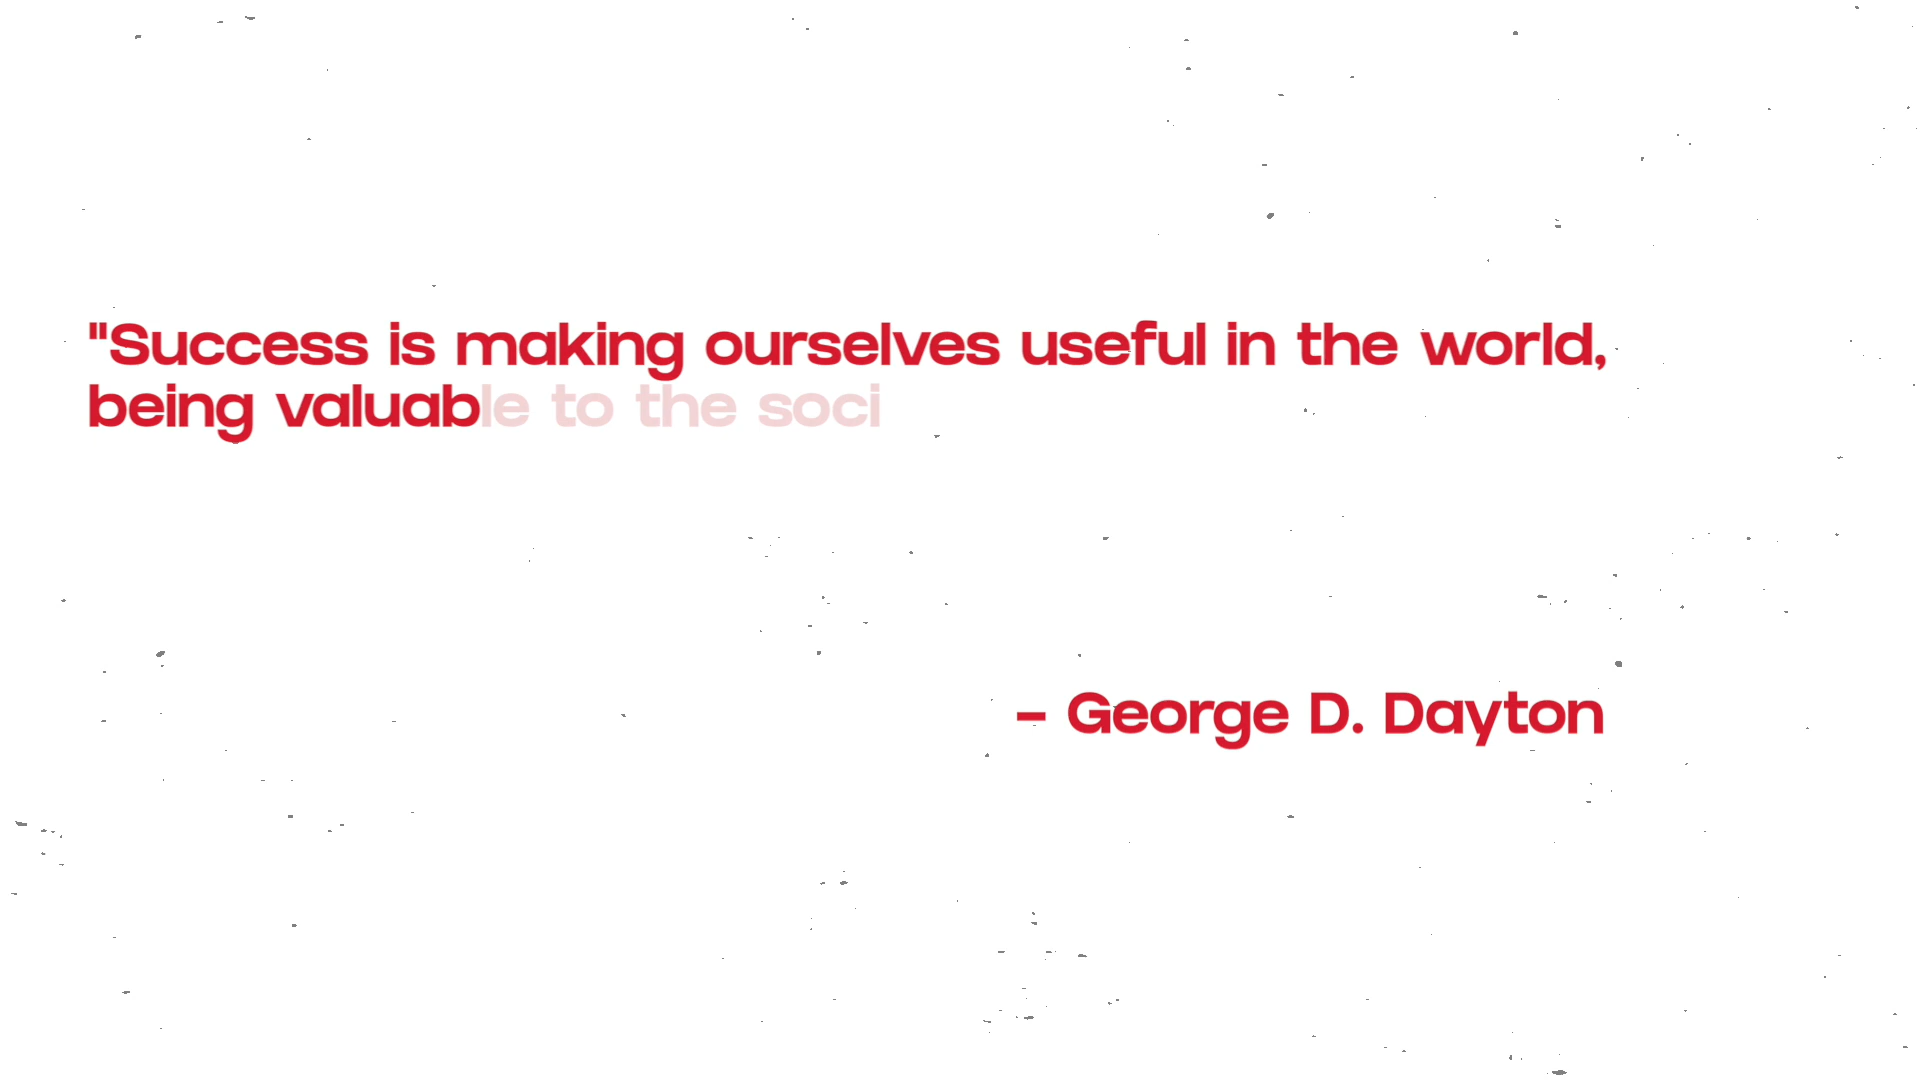 "Success is making ourselves useful in the world,
being valuable to the soci
– George D. Dayton